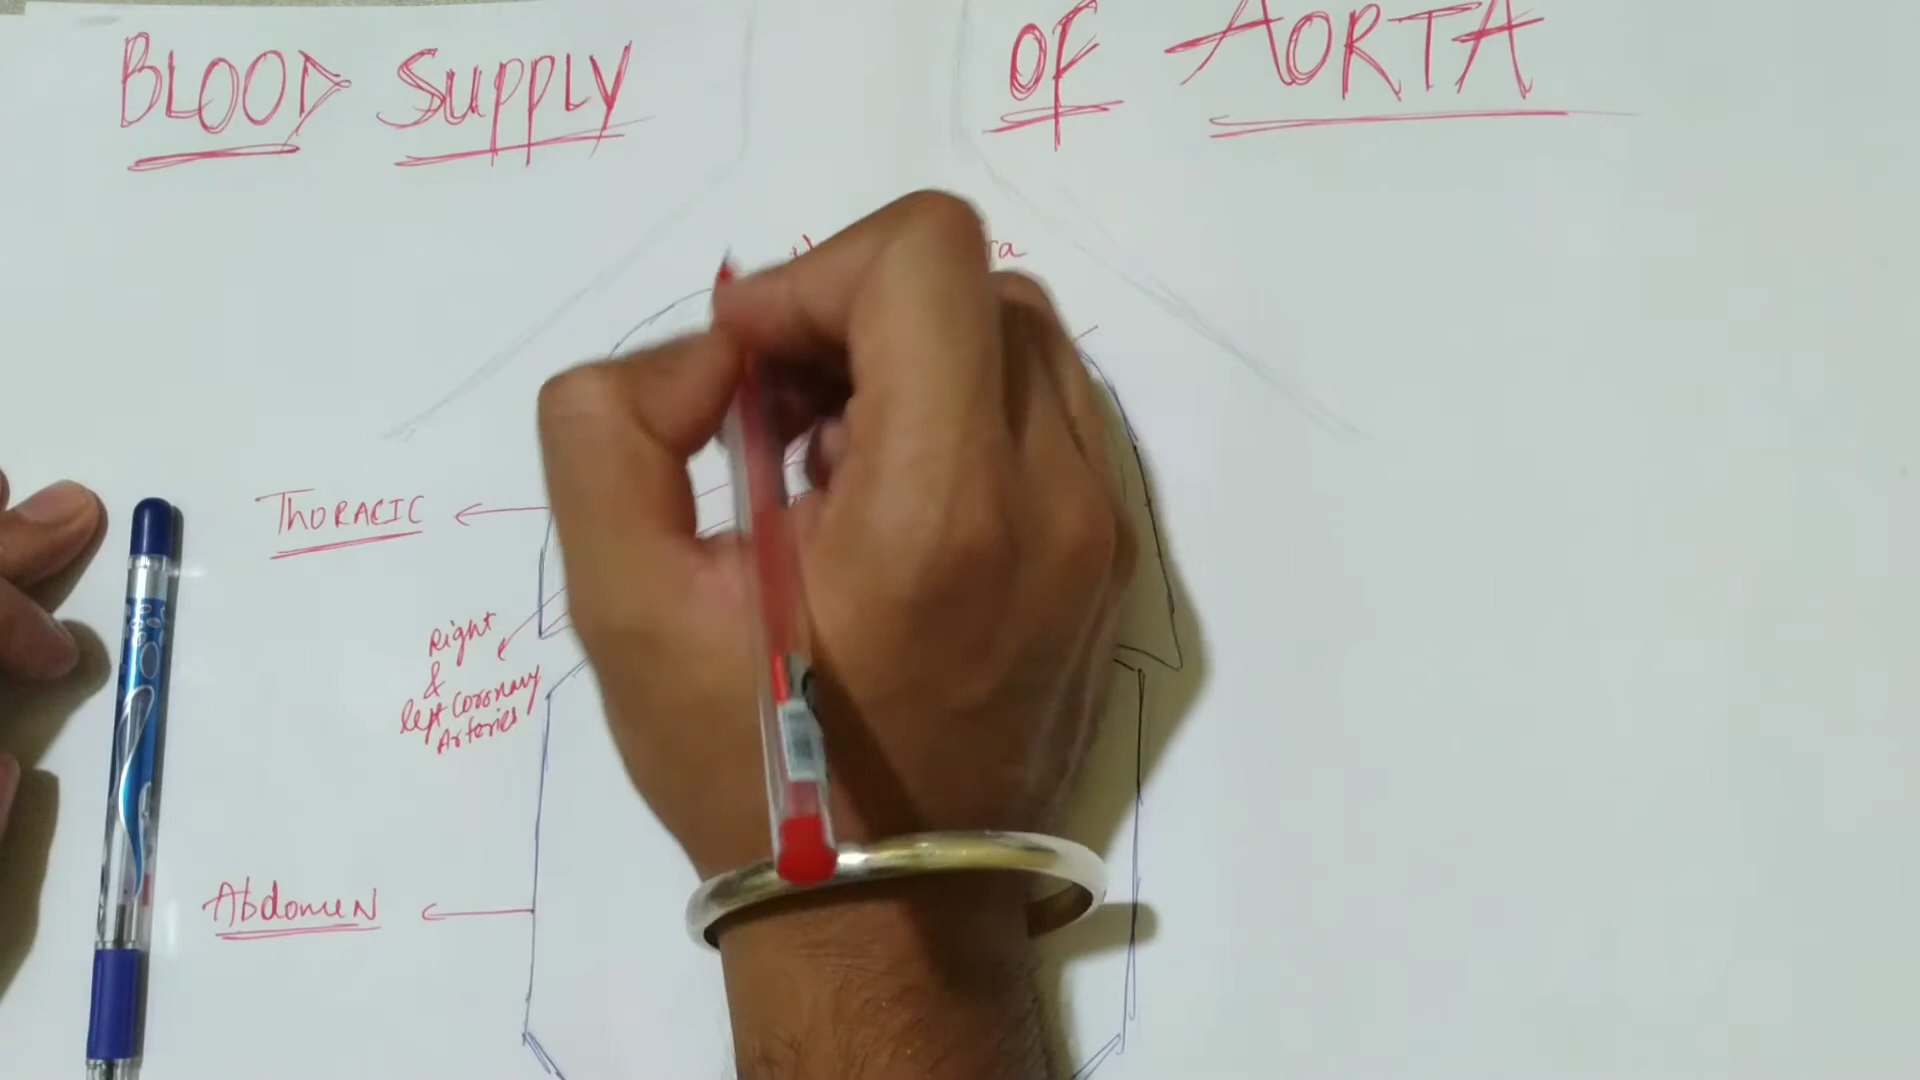 BLOOD SUPPLY OF AORTA
THORACIC
Right
&
left coronary
Arteries
AbdomeN